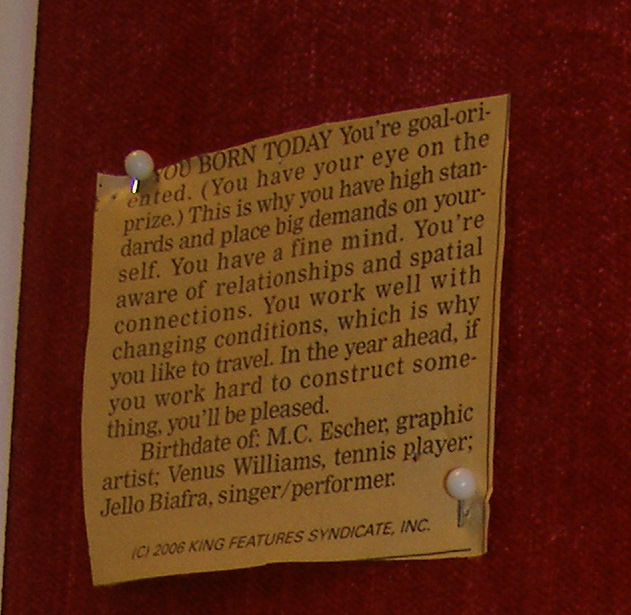 YOU BORN TODAY You're goal-ori-
ented. (You have your eye on the
prize.) This is why you have high stan-
dards and place big demands on your-
self. You have a fine mind. You're
aware of relationships and spatial
connections. You work well with
changing conditions, which is why
you like to travel. In the year ahead, if
you work hard to construct some-
thing, you'll be pleased.
Birthdate of: M.C. Escher, graphic
artist; Venus Williams, tennis player;
Jello Biafra, singer/performer.
(C) 2006 KING FEATURES SYNDICATE, INC.